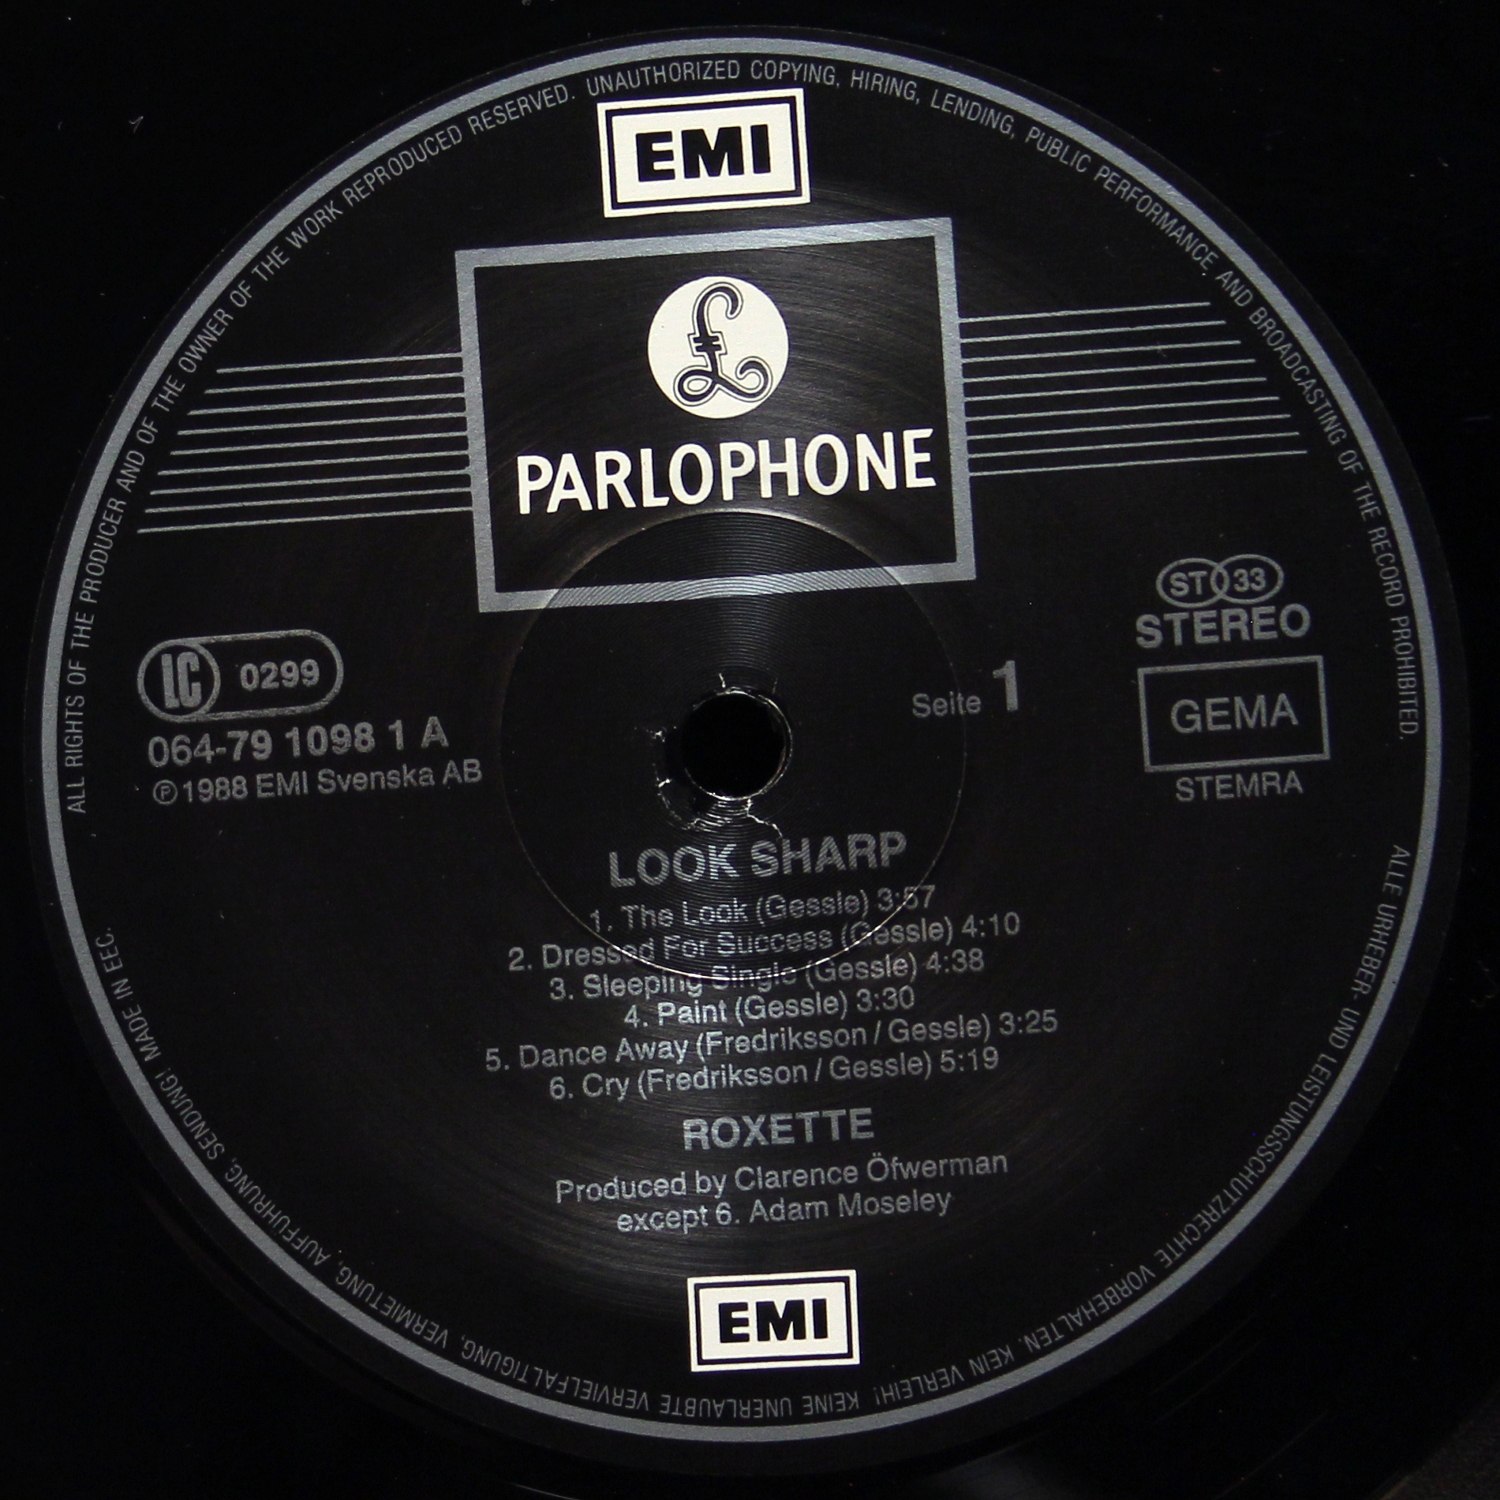 ALL RIGHTS OF THE PRODUCER AND OF THE OWNER OF THE WORK REPRODUCED RESERVED. UNAUTHORIZED COPYING, HIRING, LENDING, PUBLIC PERFORMANCE AND BROADCASTING OF THE RECORD PROHIBITED.
EMI
£
PARLOPHONE
ST 33
STEREO
LC 0299
Seite 1
GEMA
064-79 1098 1 A
STEMRA
℗ 1988 EMI Svenska AB
LOOK SHARP
1. The Look (Gessle) 3:57
2. Dressed For Success (Gessle) 4:10
3. Sleeping Single (Gessle) 4:38
4. Paint (Gessle) 3:30
5. Dance Away (Fredriksson / Gessle) 3:25
6. Cry (Fredriksson / Gessle) 5:19
ROXETTE
Produced by Clarence Öfwerman
except 6. Adam Moseley
EMI
ALLE URHEBER- UND LEISTUNGSSCHUTZRECHTE VORBEHALTEN. KEIN VERLEIH! KEINE UNERLAUBTE VERVIELFÄLTIGUNG, VERMIETUNG, AUFFÜHRUNG, SENDUNG! MADE IN EEC.